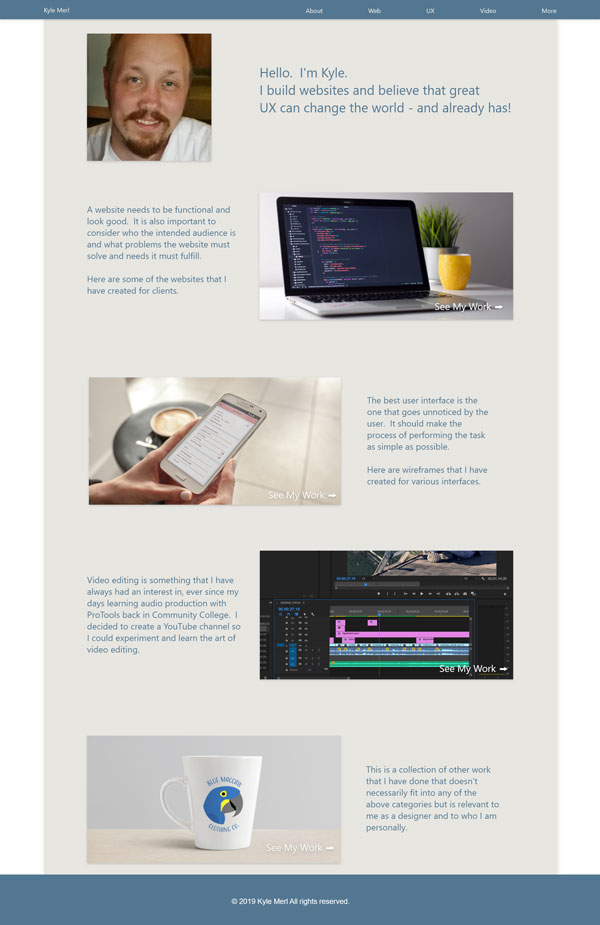 Kyle Merl
About Web UX Video More
Hello. I'm Kyle.
I build websites and believe that great
UX can change the world - and already has!
A website needs to be functional and
look good. It is also important to
consider who the intended audience is
and what problems the website must
solve and needs it must fulfill.
Here are some of the websites that I
have created for clients.
See My Work ➡
The best user interface is the
one that goes unnoticed by the
user. It should make the
process of performing the task
as simple as possible.
Here are wireframes that I have
created for various interfaces.
See My Work ➡
Video editing is something that I have
always had an interest in, ever since my
days learning audio production with
ProTools back in Community College. I
decided to create a YouTube channel so
I could experiment and learn the art of
video editing.
See My Work ➡
BLUE MACCAW
CLOTHING CO.
See My Work ➡
This is a collection of other work
that I have done that doesn't
necessarily fit into any of the
above categories but is relevant to
me as a designer and to who I am
personally.
© 2019 Kyle Merl All rights reserved.